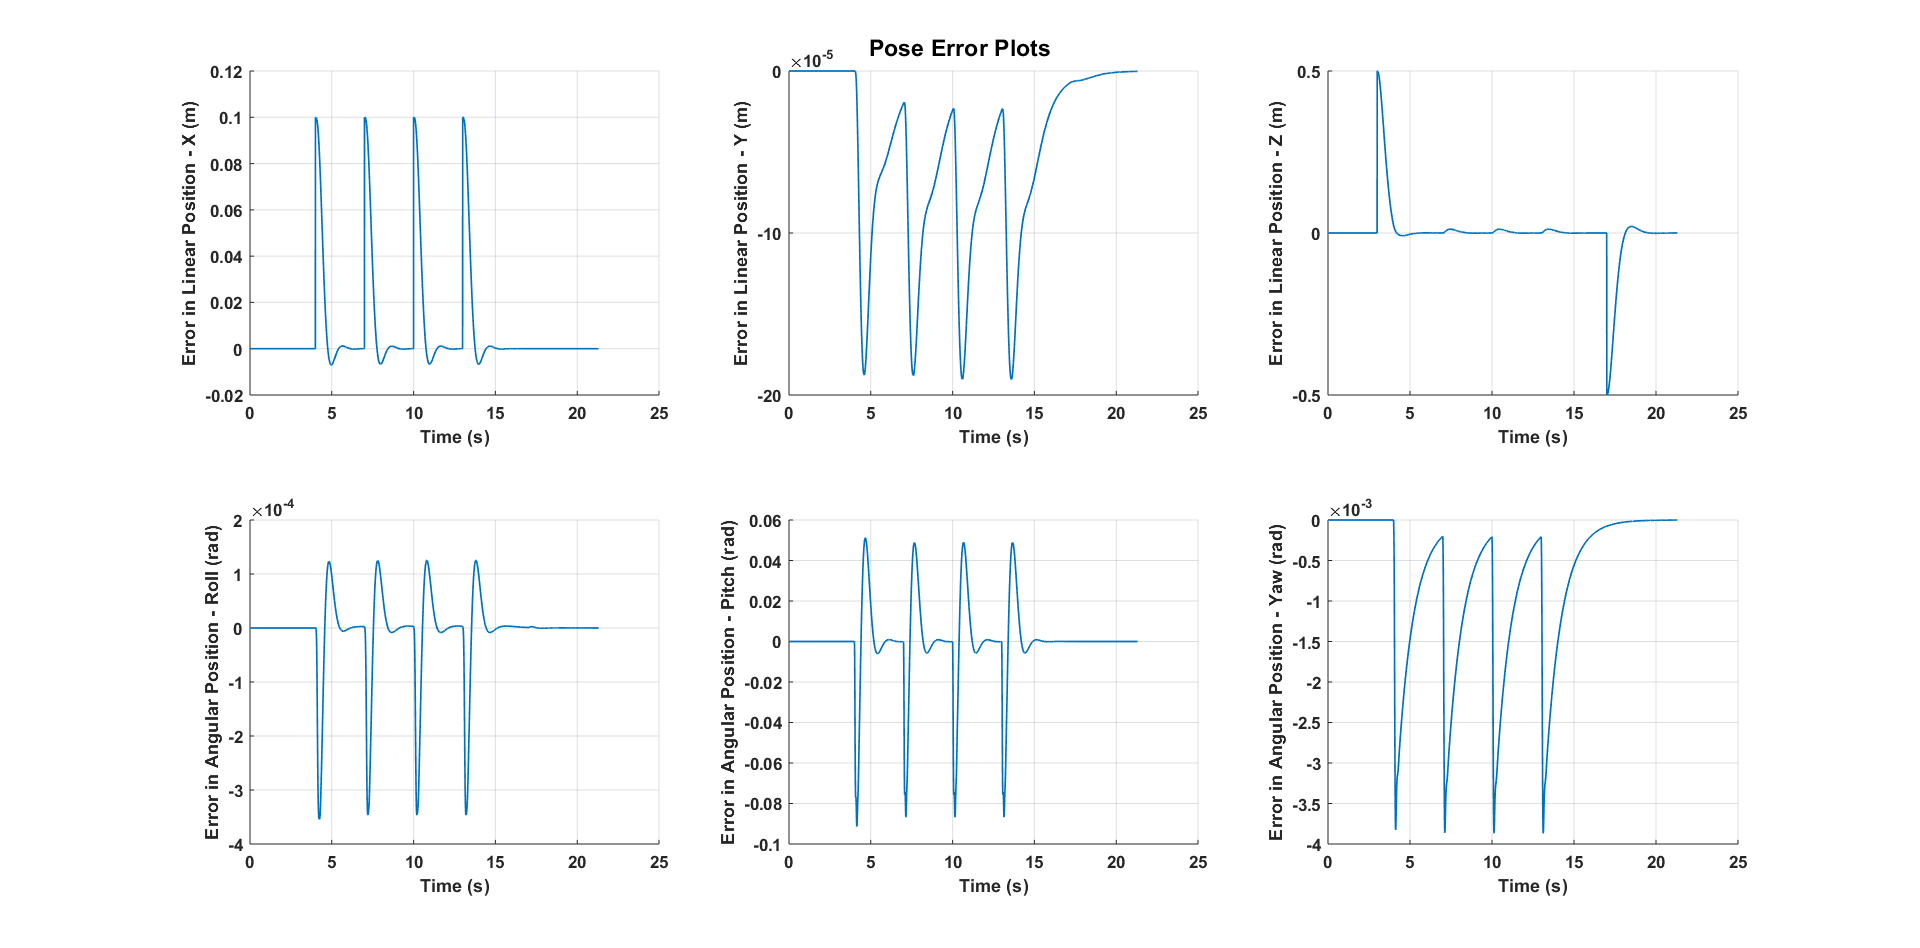 Pose Error Plots
0.12
0.1
0.08
0.06
0.04
0.02
0
-0.02
0 5 10 15 20 25
Time (s)
Error in Linear Position - X (m)
×10-5
0
-10
-20
0 5 10 15 20 25
Time (s)
Error in Linear Position - Y (m)
0.5
0
-0.5
0 5 10 15 20 25
Time (s)
Error in Linear Position - Z (m)
×10-4
2
1
0
-1
-2
-3
-4
0 5 10 15 20 25
Time (s)
Error in Angular Position - Roll (rad)
0.06
0.04
0.02
0
-0.02
-0.04
-0.06
-0.08
-0.1
0 5 10 15 20 25
Time (s)
Error in Angular Position - Pitch (rad)
×10-3
0
-0.5
-1
-1.5
-2
-2.5
-3
-3.5
-4
0 5 10 15 20 25
Time (s)
Error in Angular Position - Yaw (rad)